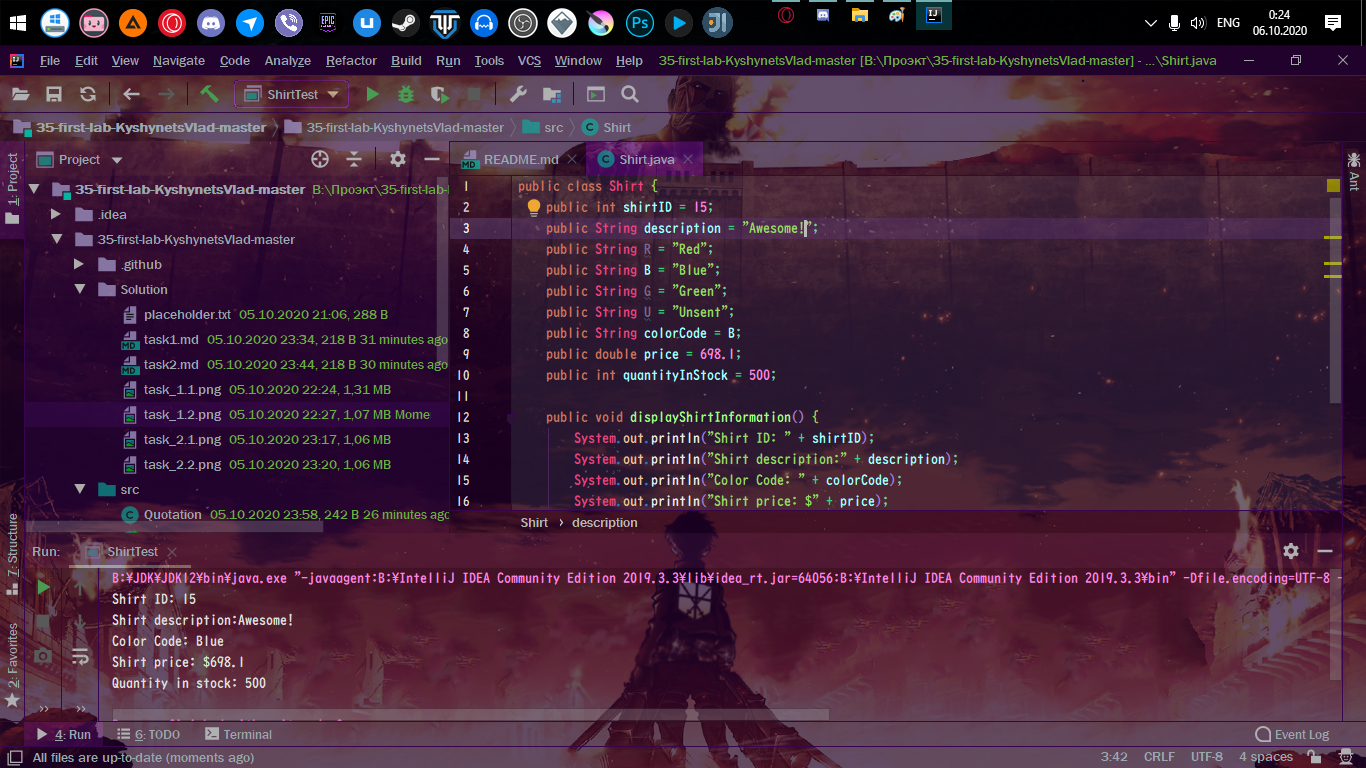 ENG
0:24
06.10.2020
File Edit View Navigate Code Analyze Refactor Build Run Tools VCS Window Help 35-first-lab-KyshynetsVlad-master [B:\Проэкт\35-first-lab-KyshynetsVlad-master] - ...\Shirt.java
ShirtTest
35-first-lab-KyshynetsVlad-master 35-first-lab-KyshynetsVlad-master src Shirt
1: Project
Project
35-first-lab-KyshynetsVlad-master B:\Проэкт\35-first-lab-
.idea
35-first-lab-KyshynetsVlad-master
.github
Solution
placeholder.txt 05.10.2020 21:06, 288 B
task1.md 05.10.2020 23:34, 218 B 31 minutes ago
task2.md 05.10.2020 23:44, 218 B 30 minutes ago
task_1.1.png 05.10.2020 22:24, 1,31 MB
task_1.2.png 05.10.2020 22:27, 1,07 MB Mome
task_2.1.png 05.10.2020 23:17, 1,06 MB
task_2.2.png 05.10.2020 23:20, 1,06 MB
src
Quotation 05.10.2020 23:58, 242 B 26 minutes ago
README.md Shirt.java
Ant
1 public class Shirt {
2 public int shirtID = 15;
3 public String description = "Awesome!";
4 public String R = "Red";
5 public String B = "Blue";
6 public String G = "Green";
7 public String U = "Unsent";
8 public String colorCode = B;
9 public double price = 698.1;
10 public int quantityInStock = 500;
11
12 public void displayShirtInformation() {
13 System.out.println("Shirt ID: " + shirtID);
14 System.out.println("Shirt description:" + description);
15 System.out.println("Color Code: " + colorCode);
16 System.out.println("Shirt price: $" + price);
Shirt › description
7: Structure
2: Favorites
Run: ShirtTest
B:¥JDK¥JDK12¥bin¥java.exe "-javaagent:B:¥IntelliJ IDEA Community Edition 2019.3.3¥lib¥idea_rt.jar=64056:B:¥IntelliJ IDEA Community Edition 2019.3.3¥bin" -Dfile.encoding=UTF-8 -
Shirt ID: 15
Shirt description:Awesome!
Color Code: Blue
Shirt price: $698.1
Quantity in stock: 500
4: Run 6: TODO Terminal Event Log
All files are up-to-date (moments ago) 3:42 CRLF UTF-8 4 spaces